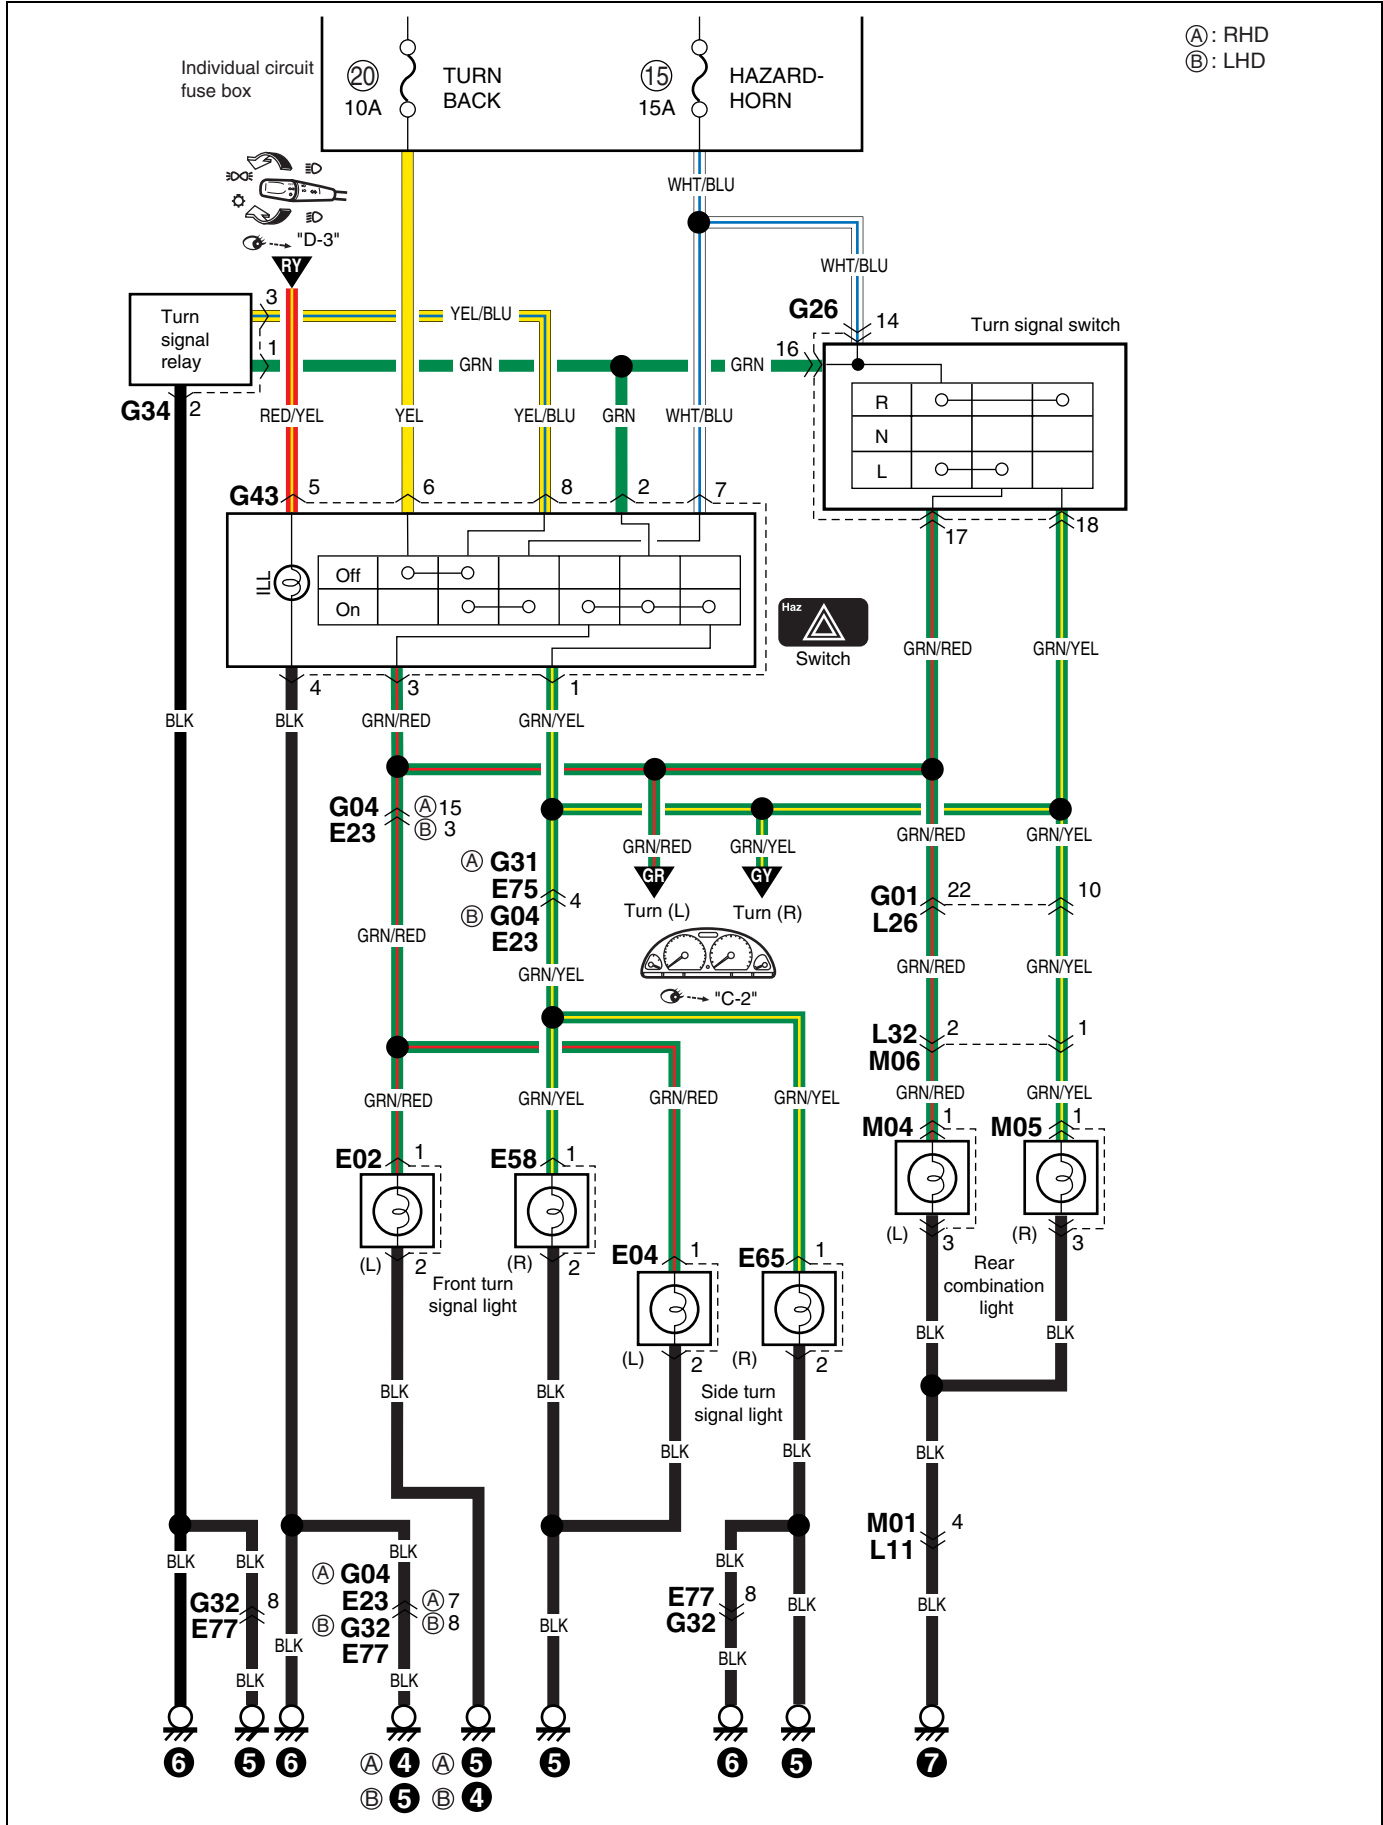 Ⓐ: RHD
Ⓑ: LHD
Individual circuit
fuse box
⑳
10A
TURN
BACK
⑮
15A
HAZARD-
HORN
WHT/BLU
"D-3"
RY
WHT/BLU
Turn
signal
relay
3
1
YEL/BLU
GRN
GRN
G26
14
16
Turn signal switch
R
N
L
G34
2
RED/YEL
YEL
YEL/BLU
GRN
WHT/BLU
G43
5
6
8
2
7
17
18
ILL
Off
On
Haz
Switch
GRN/RED
GRN/YEL
4
3
1
BLK
BLK
GRN/RED
GRN/YEL
G04
E23
Ⓐ 15
Ⓑ 3
Ⓐ G31
E75
Ⓑ G04
E23
4
GRN/RED
GRN/YEL
GR
GY
Turn (L)
Turn (R)
"C-2"
GRN/RED
GRN/YEL
G01
L26
22
10
GRN/RED
GRN/YEL
GRN/RED
GRN/YEL
L32
M06
2
1
GRN/RED
GRN/YEL
GRN/RED
GRN/YEL
GRN/RED
GRN/YEL
M04
1
M05
1
E02
1
E58
1
(L)
2
(R)
2
Front turn
signal light
E04
1
E65
1
(L)
3
(R)
3
Rear
combination
light
(L)
2
(R)
2
Side turn
signal light
BLK
BLK
BLK
BLK
BLK
BLK
BLK
M01
L11
4
BLK
BLK
BLK
BLK
G32
E77
8
Ⓐ G04
E23
Ⓑ G32
E77
Ⓐ 7
Ⓑ 8
E77
G32
8
BLK
BLK
BLK
BLK
BLK
BLK
BLK
6
5
6
Ⓐ 4
Ⓑ 5
Ⓐ 5
Ⓑ 4
5
6
5
7